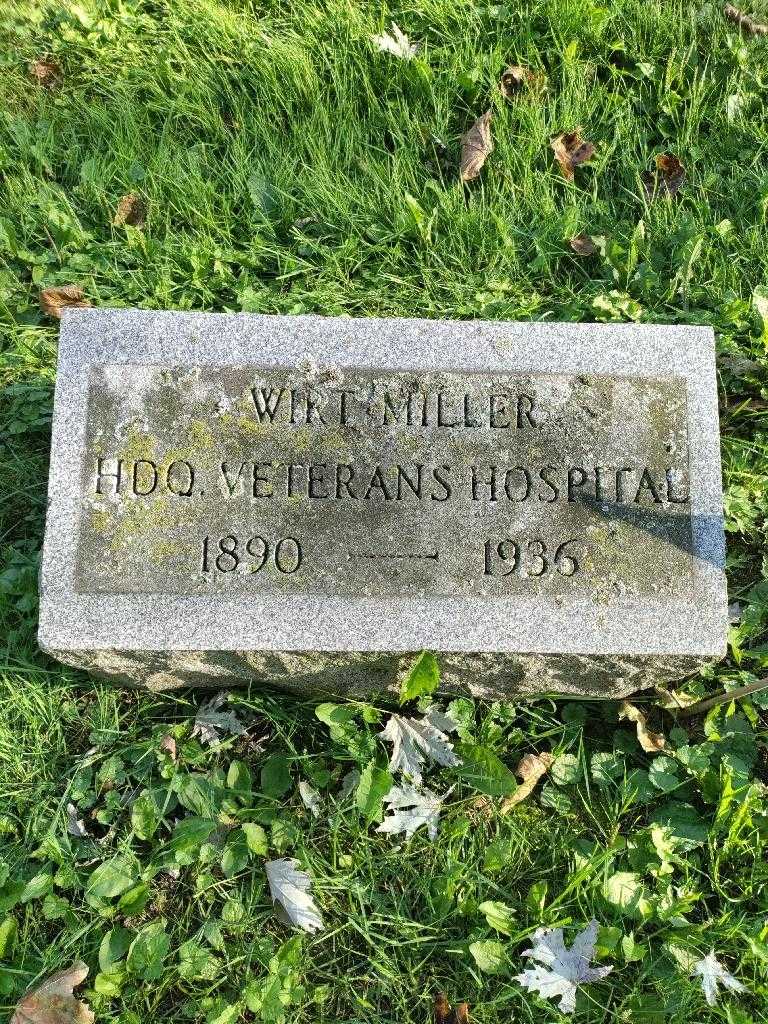 WIRT MILLER
HDQ. VETERANS HOSPITAL
1890 — 1936